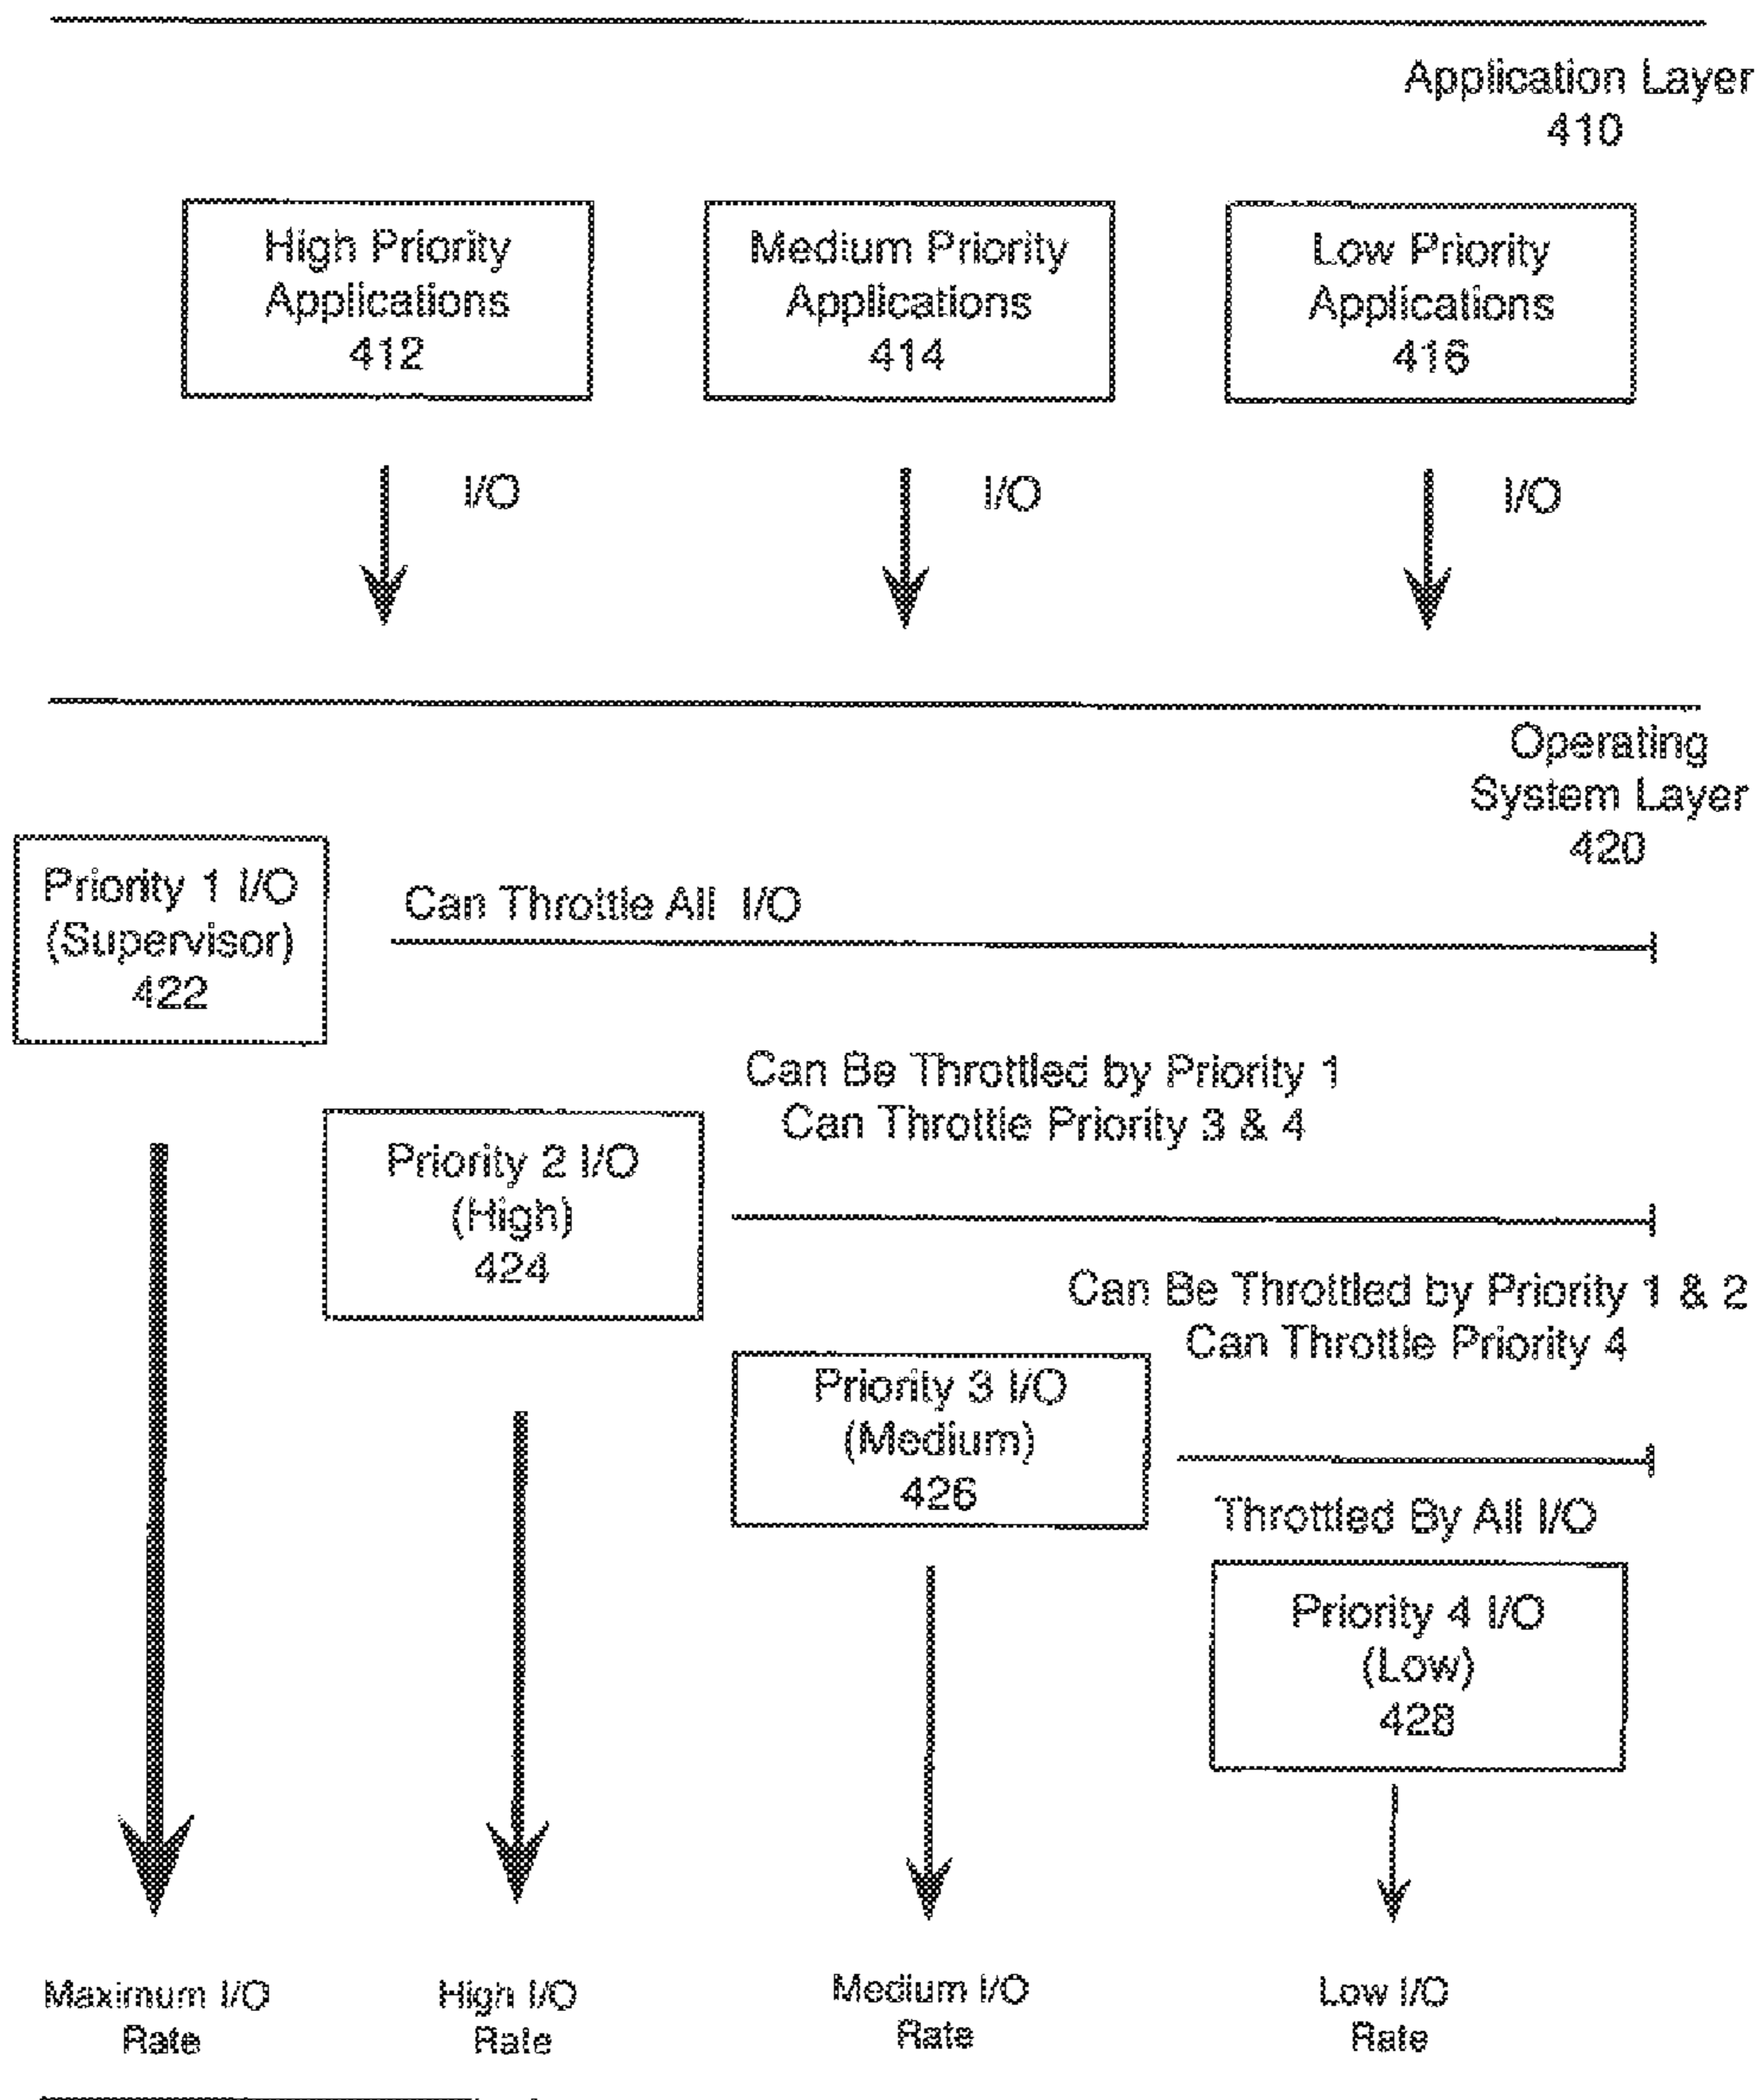 Application Layer
410
High Priority
Applications
412
Medium Priority
Applications
414
Low Priority
Applications
416
I/O
I/O
I/O
Operating
System Layer
420
Priority 1 I/O
(Supervisor)
422
Can Throttle All I/O
Can Be Throttled by Priority 1
Can Throttle Priority 3 & 4
Priority 2 I/O
(High)
424
Can Be Throttled by Priority 1 & 2
Can Throttle Priority 4
Priority 3 I/O
(Medium)
426
Throttled By All I/O
Priority 4 I/O
(Low)
428
Maximum I/O
Rate
High I/O
Rate
Medium I/O
Rate
Low I/O
Rate